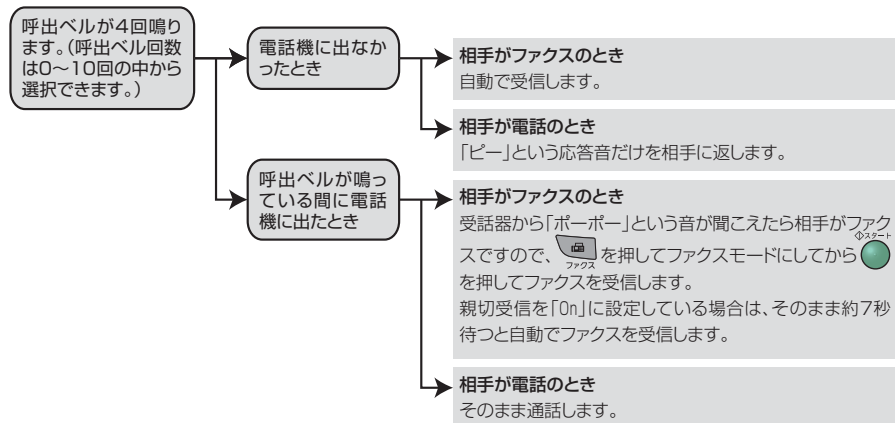 呼出ベルが4回鳴り
ます。(呼出ベル回数
は0～10回の中から
選択できます。)
電話機に出なか
ったとき
相手がファクスのとき
自動で受信します。
相手が電話のとき
「ピー」という応答音だけを相手に返します。
呼出ベルが鳴っ
ている間に電話
機に出たとき
相手がファクスのとき
受話器から「ポーポー」という音が聞こえたら相手がファク
スですので、 ファクス を押してファクスモードにしてから スタート
を押してファクスを受信します。
親切受信を「On」に設定している場合は、そのまま約7秒
待つと自動でファクスを受信します。
相手が電話のとき
そのまま通話します。